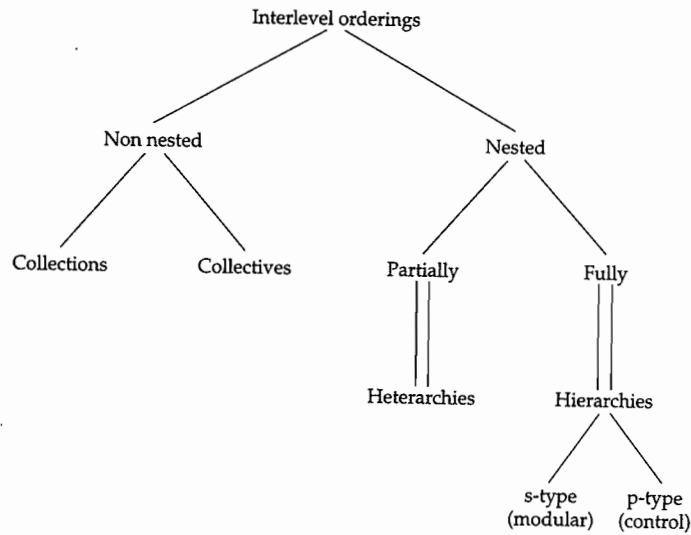 Interlevel orderings
Non nested
Nested
Collections
Collectives
Partially
Fully
Heterarchies
Hierarchies
s-type
(modular)
p-type
(control)